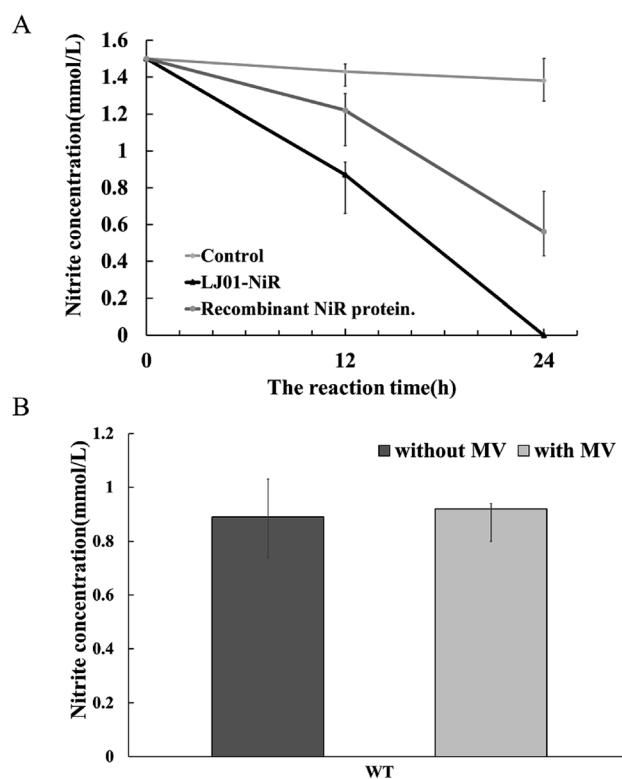 A
Nitrite concentration(mmol/L)
1.6
1.4
1.2
1
0.8
0.6
0.4
0.2
0
Control
LJ01-NiR
Recombinant NiR protein.
0
12
24
The reaction time(h)
B
Nitrite concentration(mmol/L)
1.2
1
0.8
0.6
0.4
0.2
0
without MV
with MV
WT